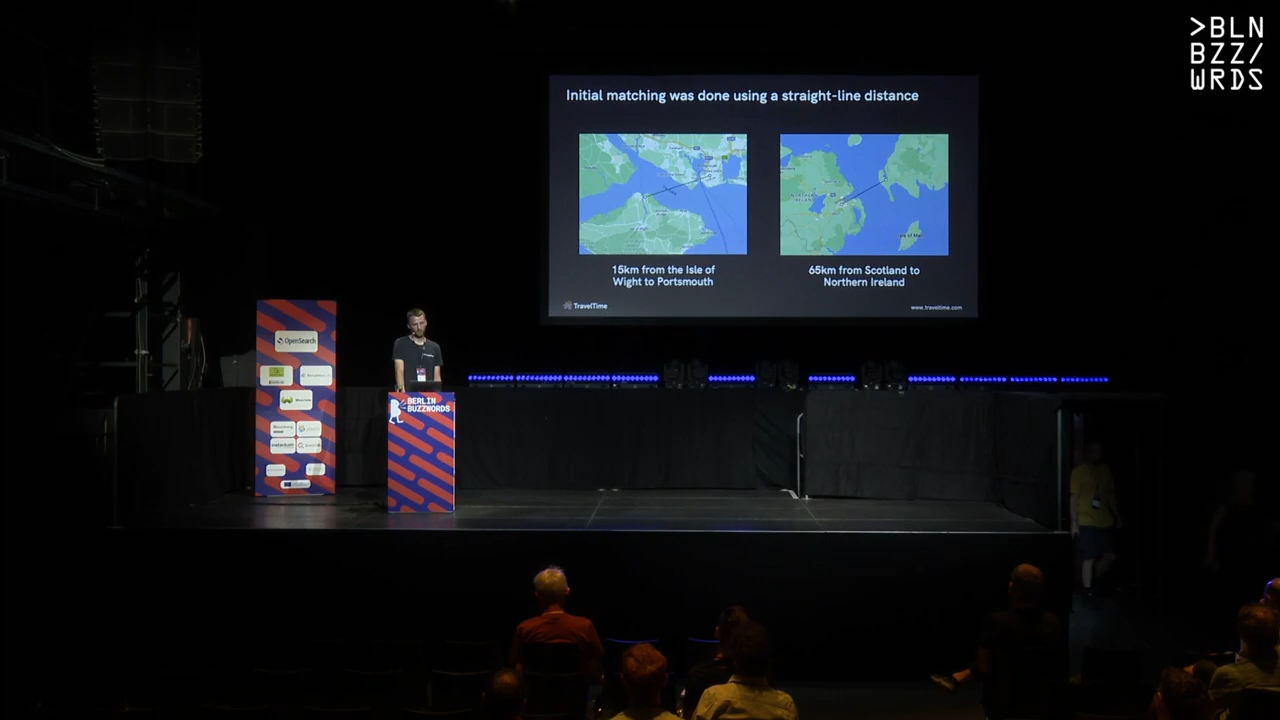 >BLN
BZZ/
WRDS
Initial matching was done using a straight-line distance
15km from the Isle of
Wight to Portsmouth
65km from Scotland to
Northern Ireland
TravelTime
www.traveltime.com
OpenSearch
BERLIN
BUZZWORDS